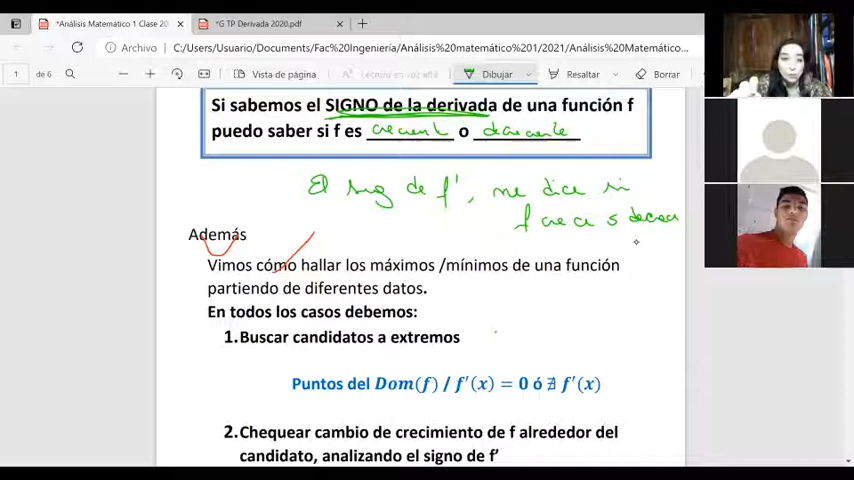 *Análisis Matemático 1 Clase 20
*G TP Derivada 2020.pdf
Archivo
C:/Users/Usuario/Documents/Fac%20Ingeniería/Análisis%20matemático%201/2021/Análisis%20Matemático...
1 de 6
Vista de página
Lectura en voz alta
Dibujar
Resaltar
Borrar
Si sabemos el SIGNO de la derivada de una función f
puedo saber si f es creciente o decreciente
El sig de f', me dice si
f crece o decrece
Además
Vimos cómo hallar los máximos /mínimos de una función
partiendo de diferentes datos.
En todos los casos debemos:
1.Buscar candidatos a extremos
Puntos del Dom(f) / f'(x) = 0 ó ∄ f'(x)
2.Chequear cambio de crecimiento de f alrededor del
candidato, analizando el signo de f'